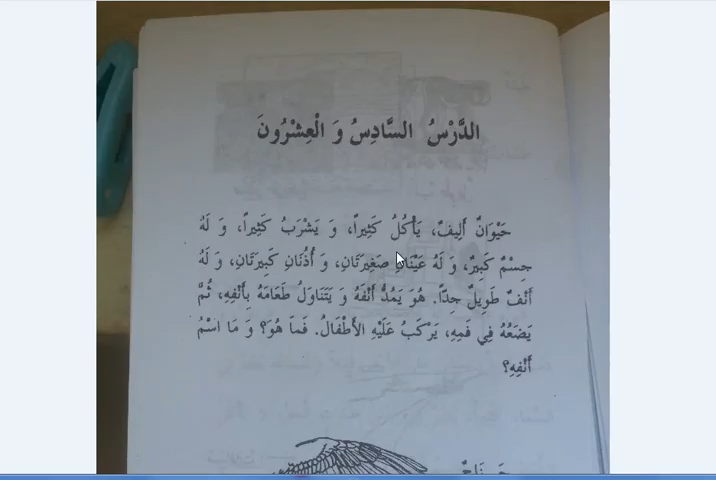 الدَّرْسُ السَّادِسُ وَ الْعِشْرُونَ
حَيْوَانٌ أَلِيفٌ، يَأْكُلُ كَثِيراً، وَ يَشْرَبُ كَثِيراً، وَ لَهُ
جِسْمٌ كَبِيرٌ، وَ لَهُ عَيْنَانِ صَغِيرَتَانِ، وَ أُذُنَانِ كَبِيرَتَانِ، وَ لَهُ
أَنْفٌ طَوِيلٌ جِدّاً. هُوَ يَمُدُّ أَنْفَهُ وَ يَتَنَاوَلُ طَعَامَهُ بِأَنْفِهِ، ثُمَّ
يَضَعُهُ فِي فَمِهِ، يَرْكَبُ عَلَيْهِ الأَطْفَالُ. فَمَا هُوَ؟ وَ مَا اسْمُ
أَنْفِهِ؟